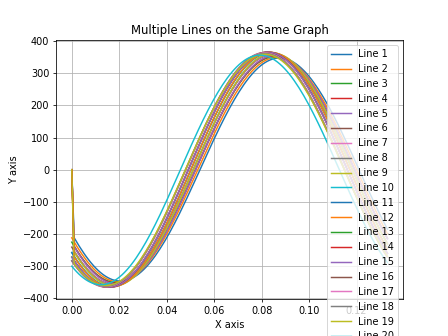 Multiple Lines on the Same Graph
400
300
200
100
0
−100
−200
−300
−400
Y axis
0.00
0.02
0.04
0.06
0.08
0.10
X axis
Line 1
Line 2
Line 3
Line 4
Line 5
Line 6
Line 7
Line 8
Line 9
Line 10
Line 11
Line 12
Line 13
Line 14
Line 15
Line 16
Line 17
Line 18
Line 19
Line 20